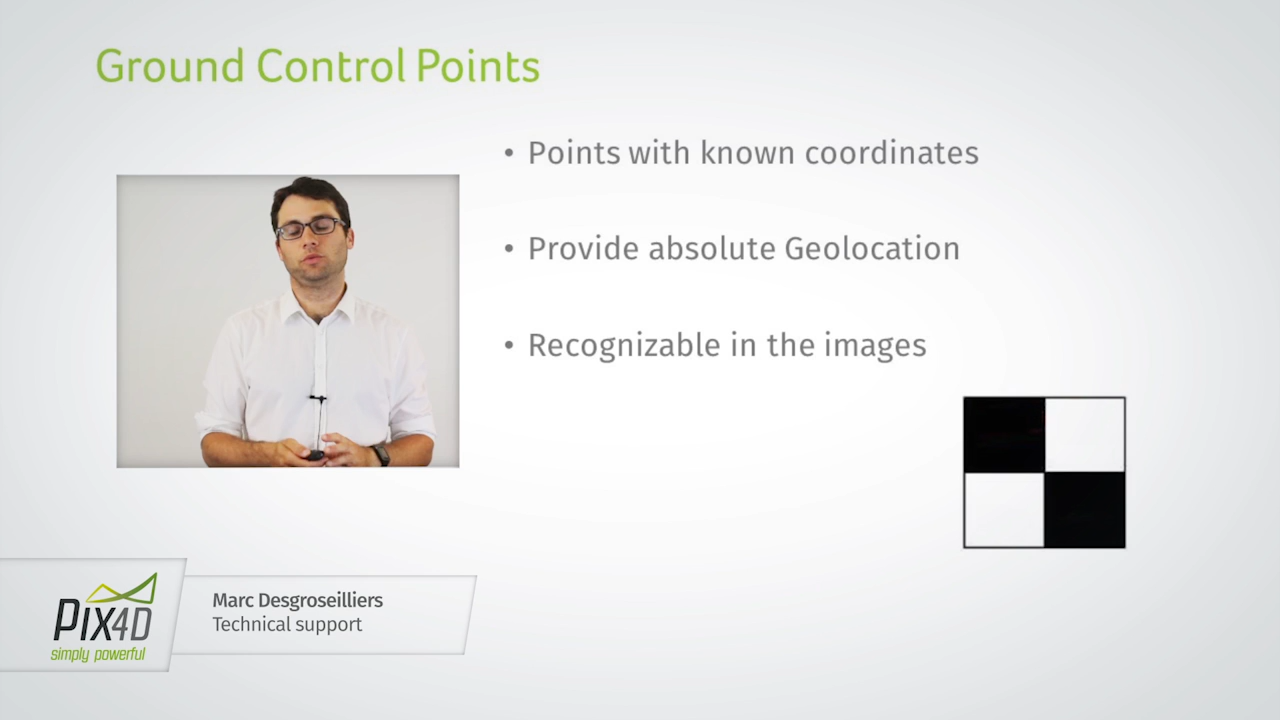 Ground Control Points
• Points with known coordinates
• Provide absolute Geolocation
• Recognizable in the images
PIX4D
simply powerful
Marc Desgroseilliers
Technical support